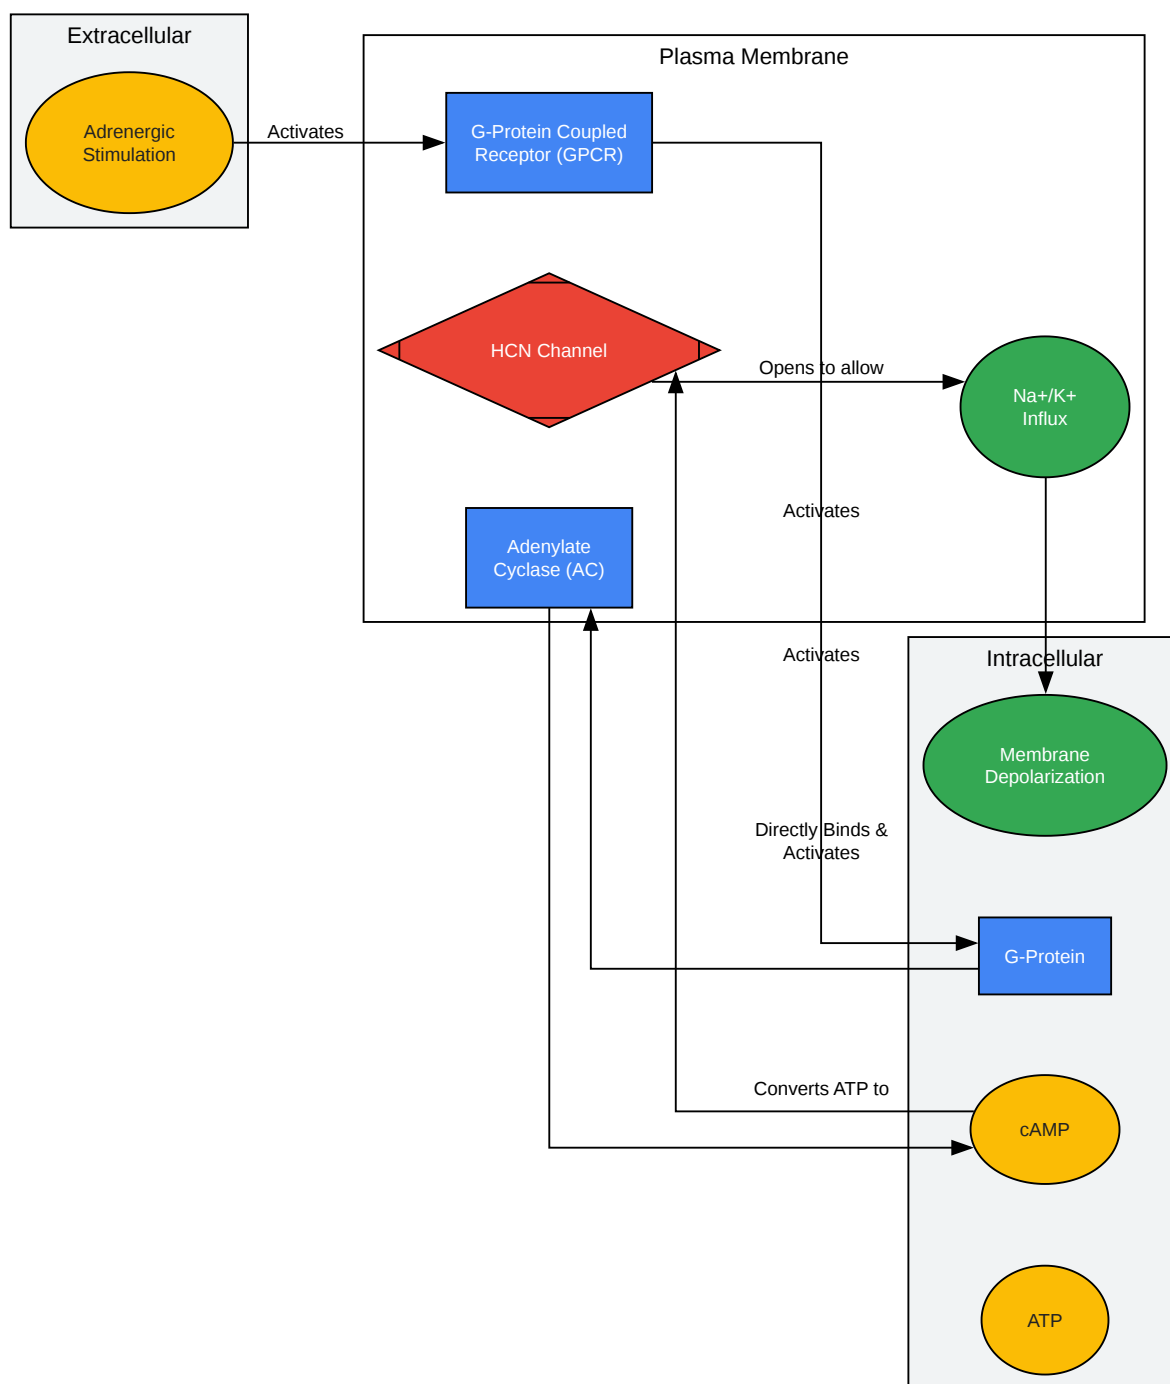 Extracellular
Adrenergic
Stimulation
Activates
Plasma Membrane
G-Protein Coupled
Receptor (GPCR)
HCN Channel
Opens to allow
Na+/K+
Influx
Activates
Adenylate
Cyclase (AC)
Activates
Intracellular
Membrane
Depolarization
Directly Binds &
Activates
G-Protein
Converts ATP to
cAMP
ATP